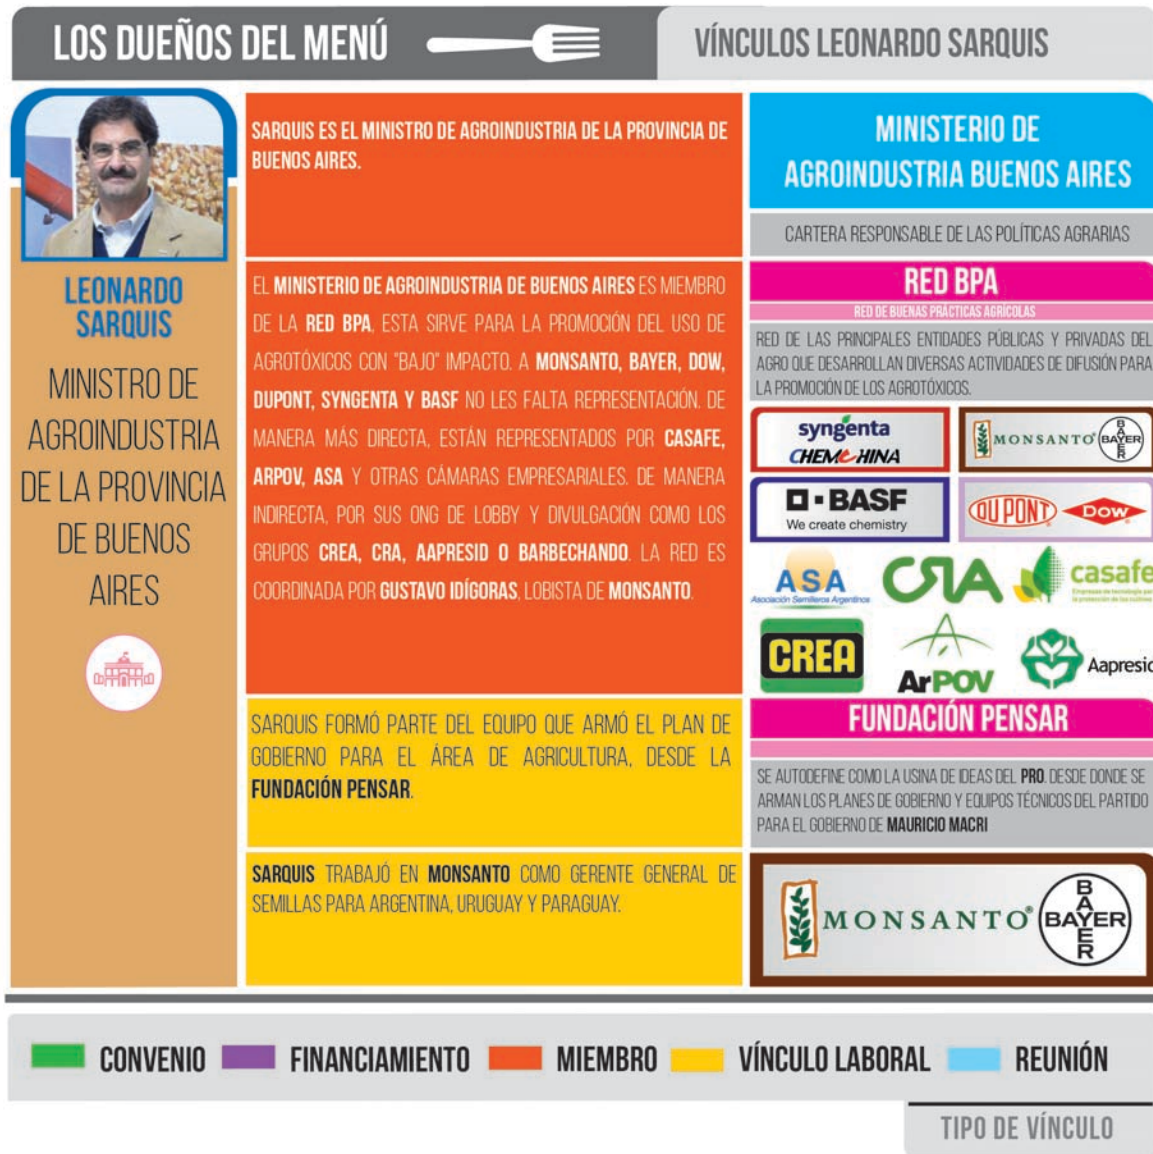 LOS DUEÑOS DEL MENÚ
VÍNCULOS LEONARDO SARQUIS
LEONARDO
SARQUIS
MINISTRO DE
AGROINDUSTRIA
DE LA PROVINCIA
DE BUENOS
AIRES
SARQUIS ES EL MINISTRO DE AGROINDUSTRIA DE LA PROVINCIA DE
BUENOS AIRES.
MINISTERIO DE
AGROINDUSTRIA BUENOS AIRES
CARTERA RESPONSABLE DE LAS POLÍTICAS AGRARIAS
EL MINISTERIO DE AGROINDUSTRIA DE BUENOS AIRES ES MIEMBRO
DE LA RED BPA, ESTA SIRVE PARA LA PROMOCIÓN DEL USO DE
AGROTÓXICOS CON "BAJO" IMPACTO. A MONSANTO, BAYER, DOW,
DUPONT, SYNGENTA Y BASF NO LES FALTA REPRESENTACIÓN. DE
MANERA MÁS DIRECTA, ESTÁN REPRESENTADOS POR CASAFE,
ARPOV, ASA Y OTRAS CÁMARAS EMPRESARIALES. DE MANERA
INDIRECTA, POR SUS ONG DE LOBBY Y DIVULGACIÓN COMO LOS
GRUPOS CREA, CRA, AAPRESID O BARBECHANDO. LA RED ES
COORDINADA POR GUSTAVO IDÍGORAS, LOBISTA DE MONSANTO.
RED BPA
RED DE BUENAS PRÁCTICAS AGRÍCOLAS
RED DE LAS PRINCIPALES ENTIDADES PÚBLICAS Y PRIVADAS DEL
AGRO QUE DESARROLLAN DIVERSAS ACTIVIDADES DE DIFUSIÓN PARA
LA PROMOCIÓN DE LOS AGROTÓXICOS.
syngenta
CHEMCHINA
MONSANTO BAYER BAYER
BASF
We create chemistry
DUPONT DOW
ASA
Asociación Semilleros Argentinos
CRA
casafe
Empresas de tecnología para
la protección de los cultivos
CREA
ArPOV
Aapresid
SARQUIS FORMÓ PARTE DEL EQUIPO QUE ARMÓ EL PLAN DE
GOBIERNO PARA EL ÁREA DE AGRICULTURA, DESDE LA
FUNDACIÓN PENSAR.
FUNDACIÓN PENSAR
SE AUTODEFINE COMO LA USINA DE IDEAS DEL PRO. DESDE DONDE SE
ARMAN LOS PLANES DE GOBIERNO Y EQUIPOS TÉCNICOS DEL PARTIDO
PARA EL GOBIERNO DE MAURICIO MACRI
SARQUIS TRABAJÓ EN MONSANTO COMO GERENTE GENERAL DE
SEMILLAS PARA ARGENTINA, URUGUAY Y PARAGUAY.
MONSANTO® BAYER BAYER
CONVENIO
FINANCIAMIENTO
MIEMBRO
VÍNCULO LABORAL
REUNIÓN
TIPO DE VÍNCULO